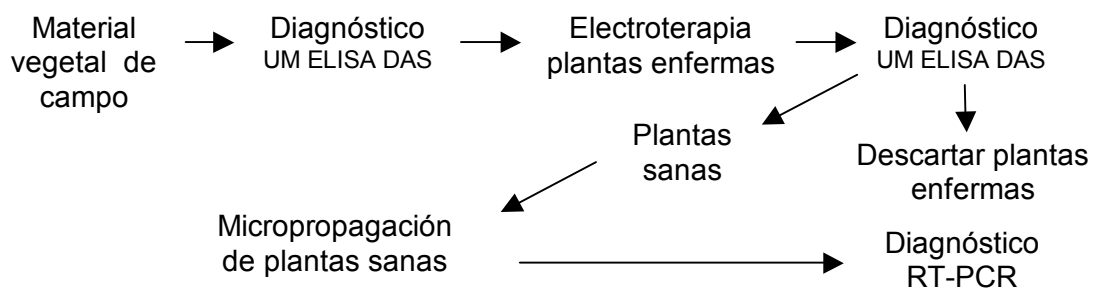 Material
vegetal de
campo
Diagnóstico
UM ELISA DAS
Electroterapia
plantas enfermas
Diagnóstico
UM ELISA DAS
Plantas
sanas
Descartar plantas
enfermas
Micropropagación
de plantas sanas
Diagnóstico
RT-PCR